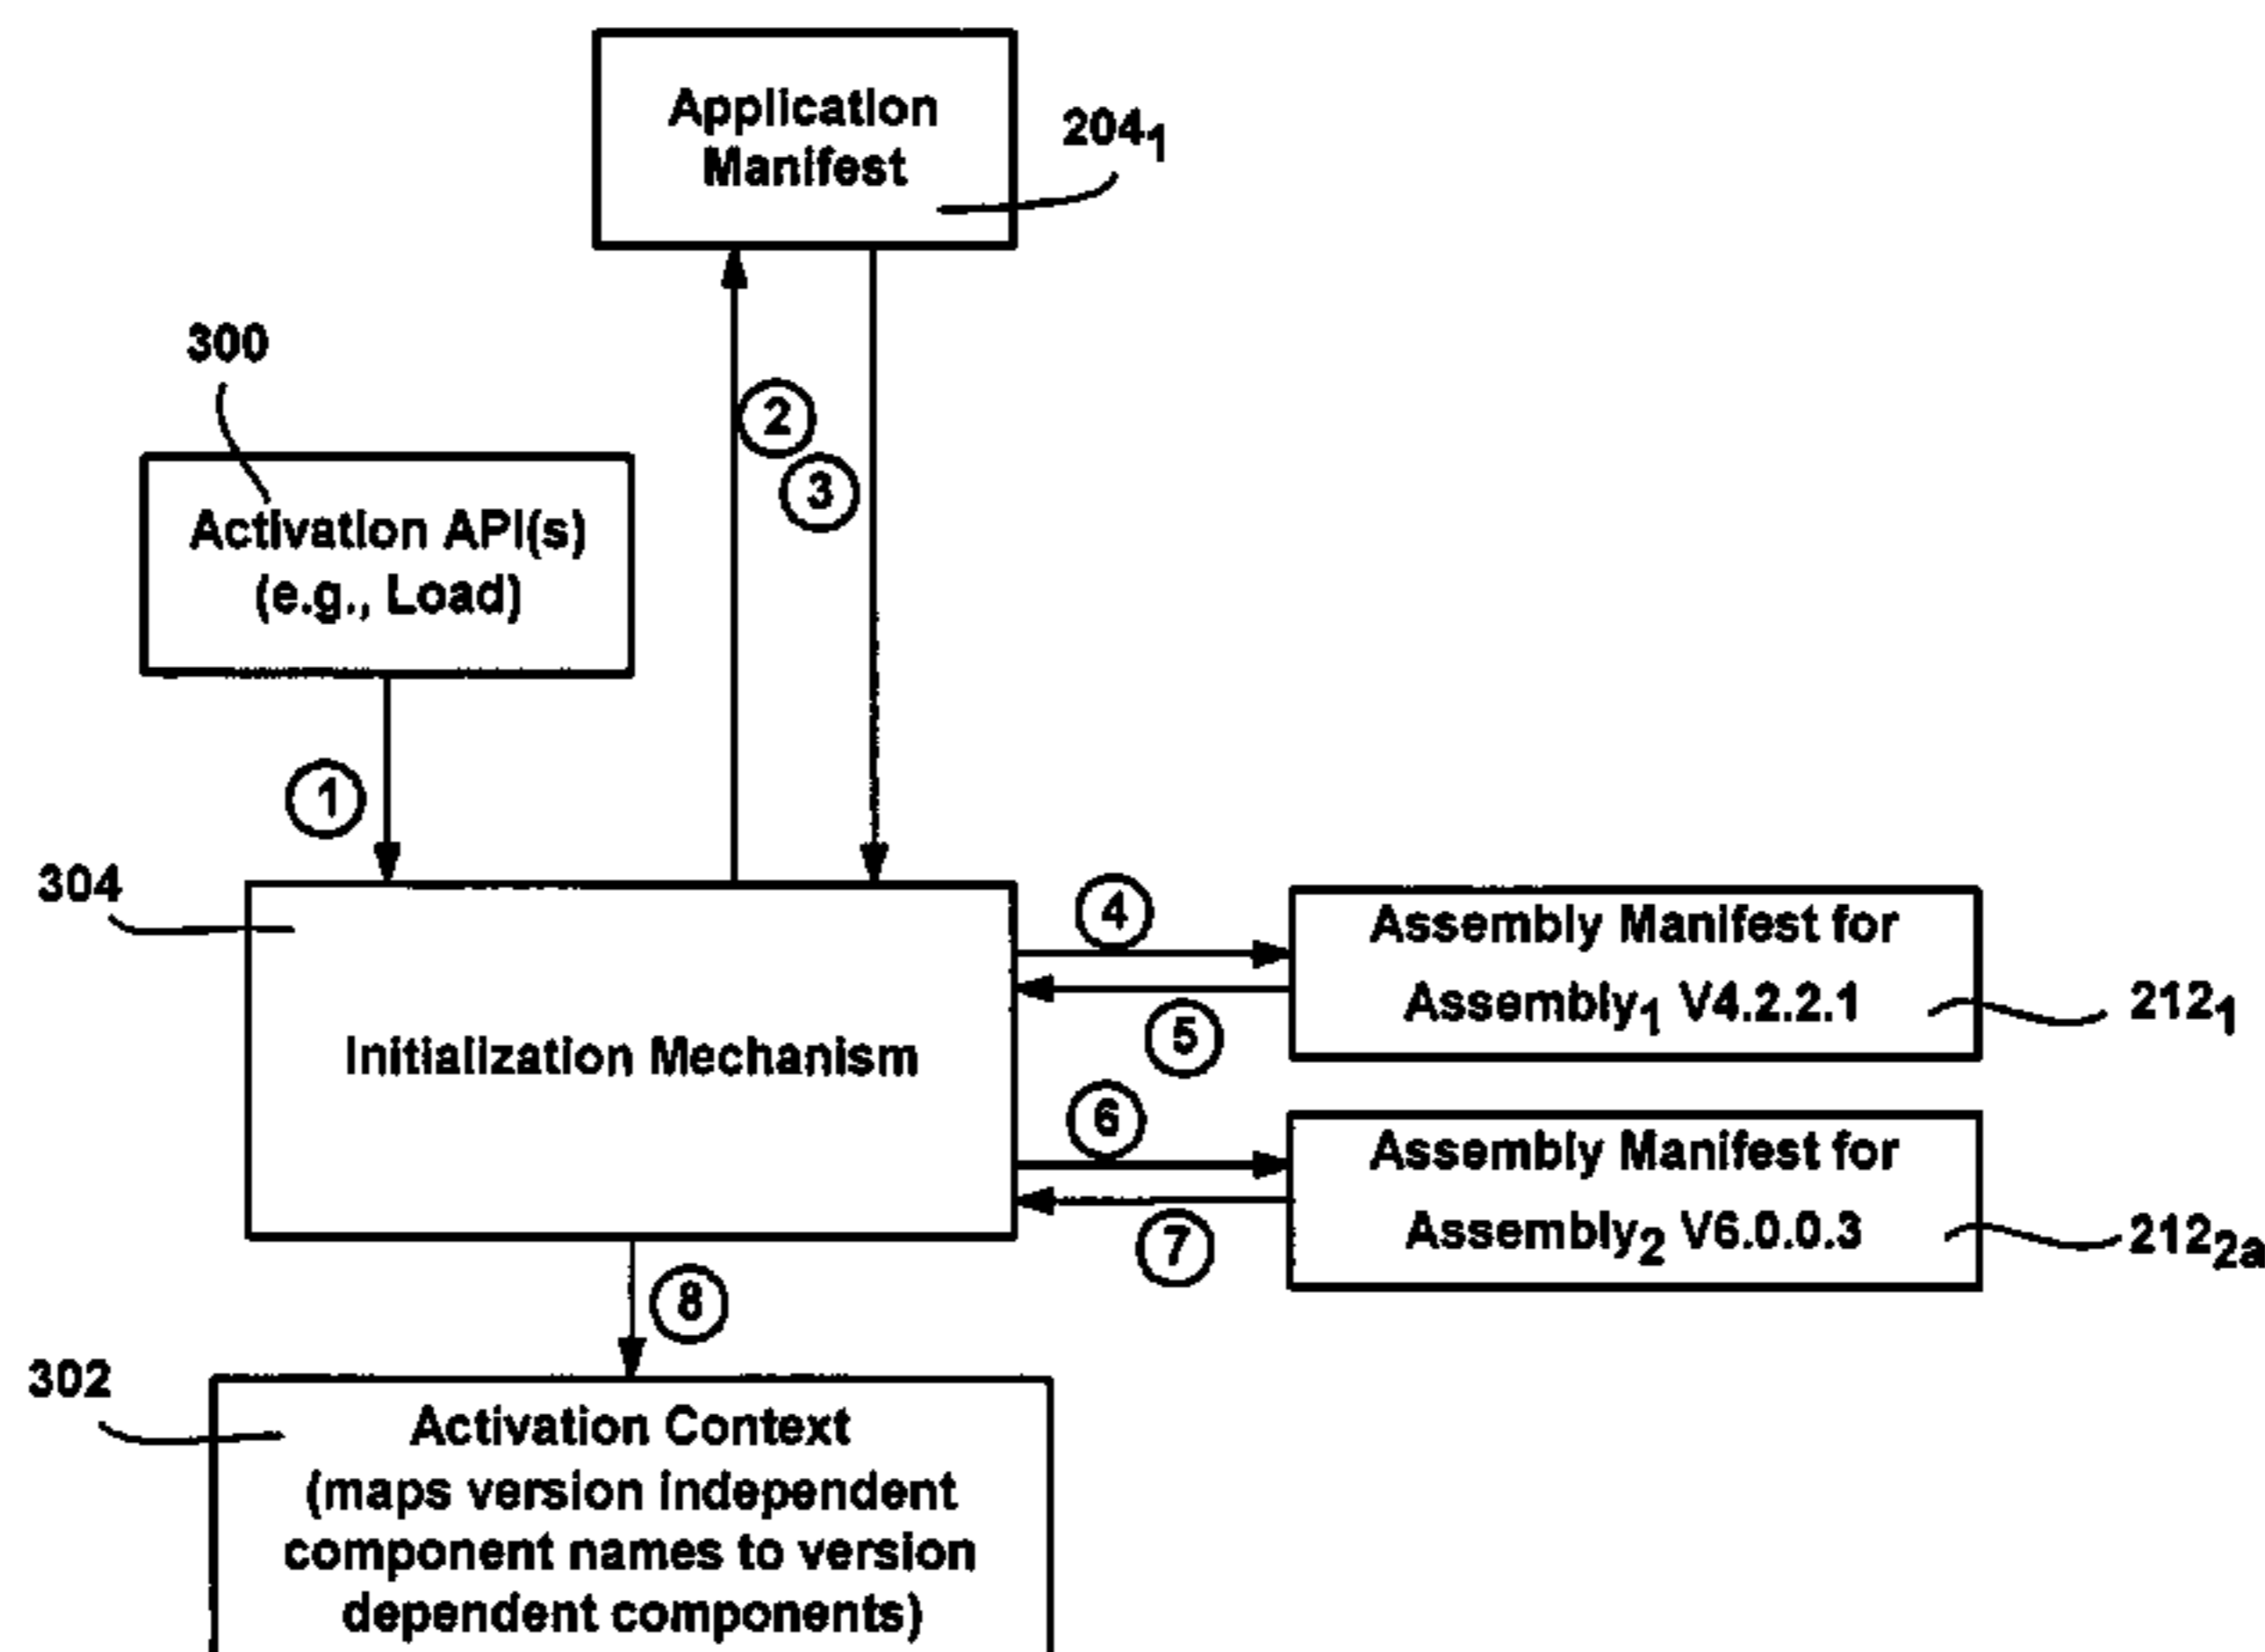 Application
Manifest
204₁
300
Activation API(s)
(e.g., Load)
2
3
1
304
Initialization Mechanism
4
5
6
7
Assembly Manifest for
Assembly₁ V4.2.2.1
212₁
Assembly Manifest for
Assembly₂ V6.0.0.3
212₂ₐ
8
302
Activation Context
(maps version independent
component names to version
dependent components)